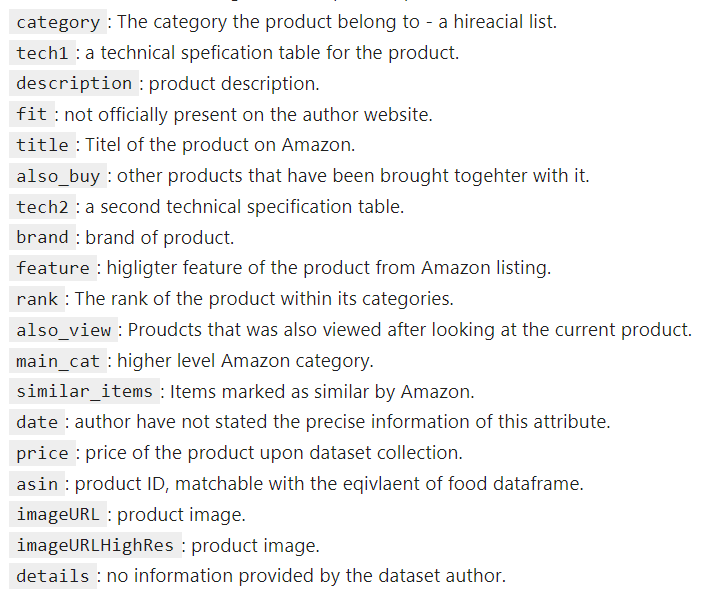 category : The category the product belong to - a hireacial list.
tech1 : a technical spefication table for the product.
description : product description.
fit : not officially present on the author website.
title : Titel of the product on Amazon.
also_buy : other products that have been brought togehter with it.
tech2 : a second technical specification table.
brand : brand of product.
feature : higligter feature of the product from Amazon listing.
rank : The rank of the product within its categories.
also_view : Proudcts that was also viewed after looking at the current product.
main_cat : higher level Amazon category.
similar_items : Items marked as similar by Amazon.
date : author have not stated the precise information of this attribute.
price : price of the product upon dataset collection.
asin : product ID, matchable with the eqivlaent of food dataframe.
imageURL : product image.
imageURLHighRes : product image.
details : no information provided by the dataset author.